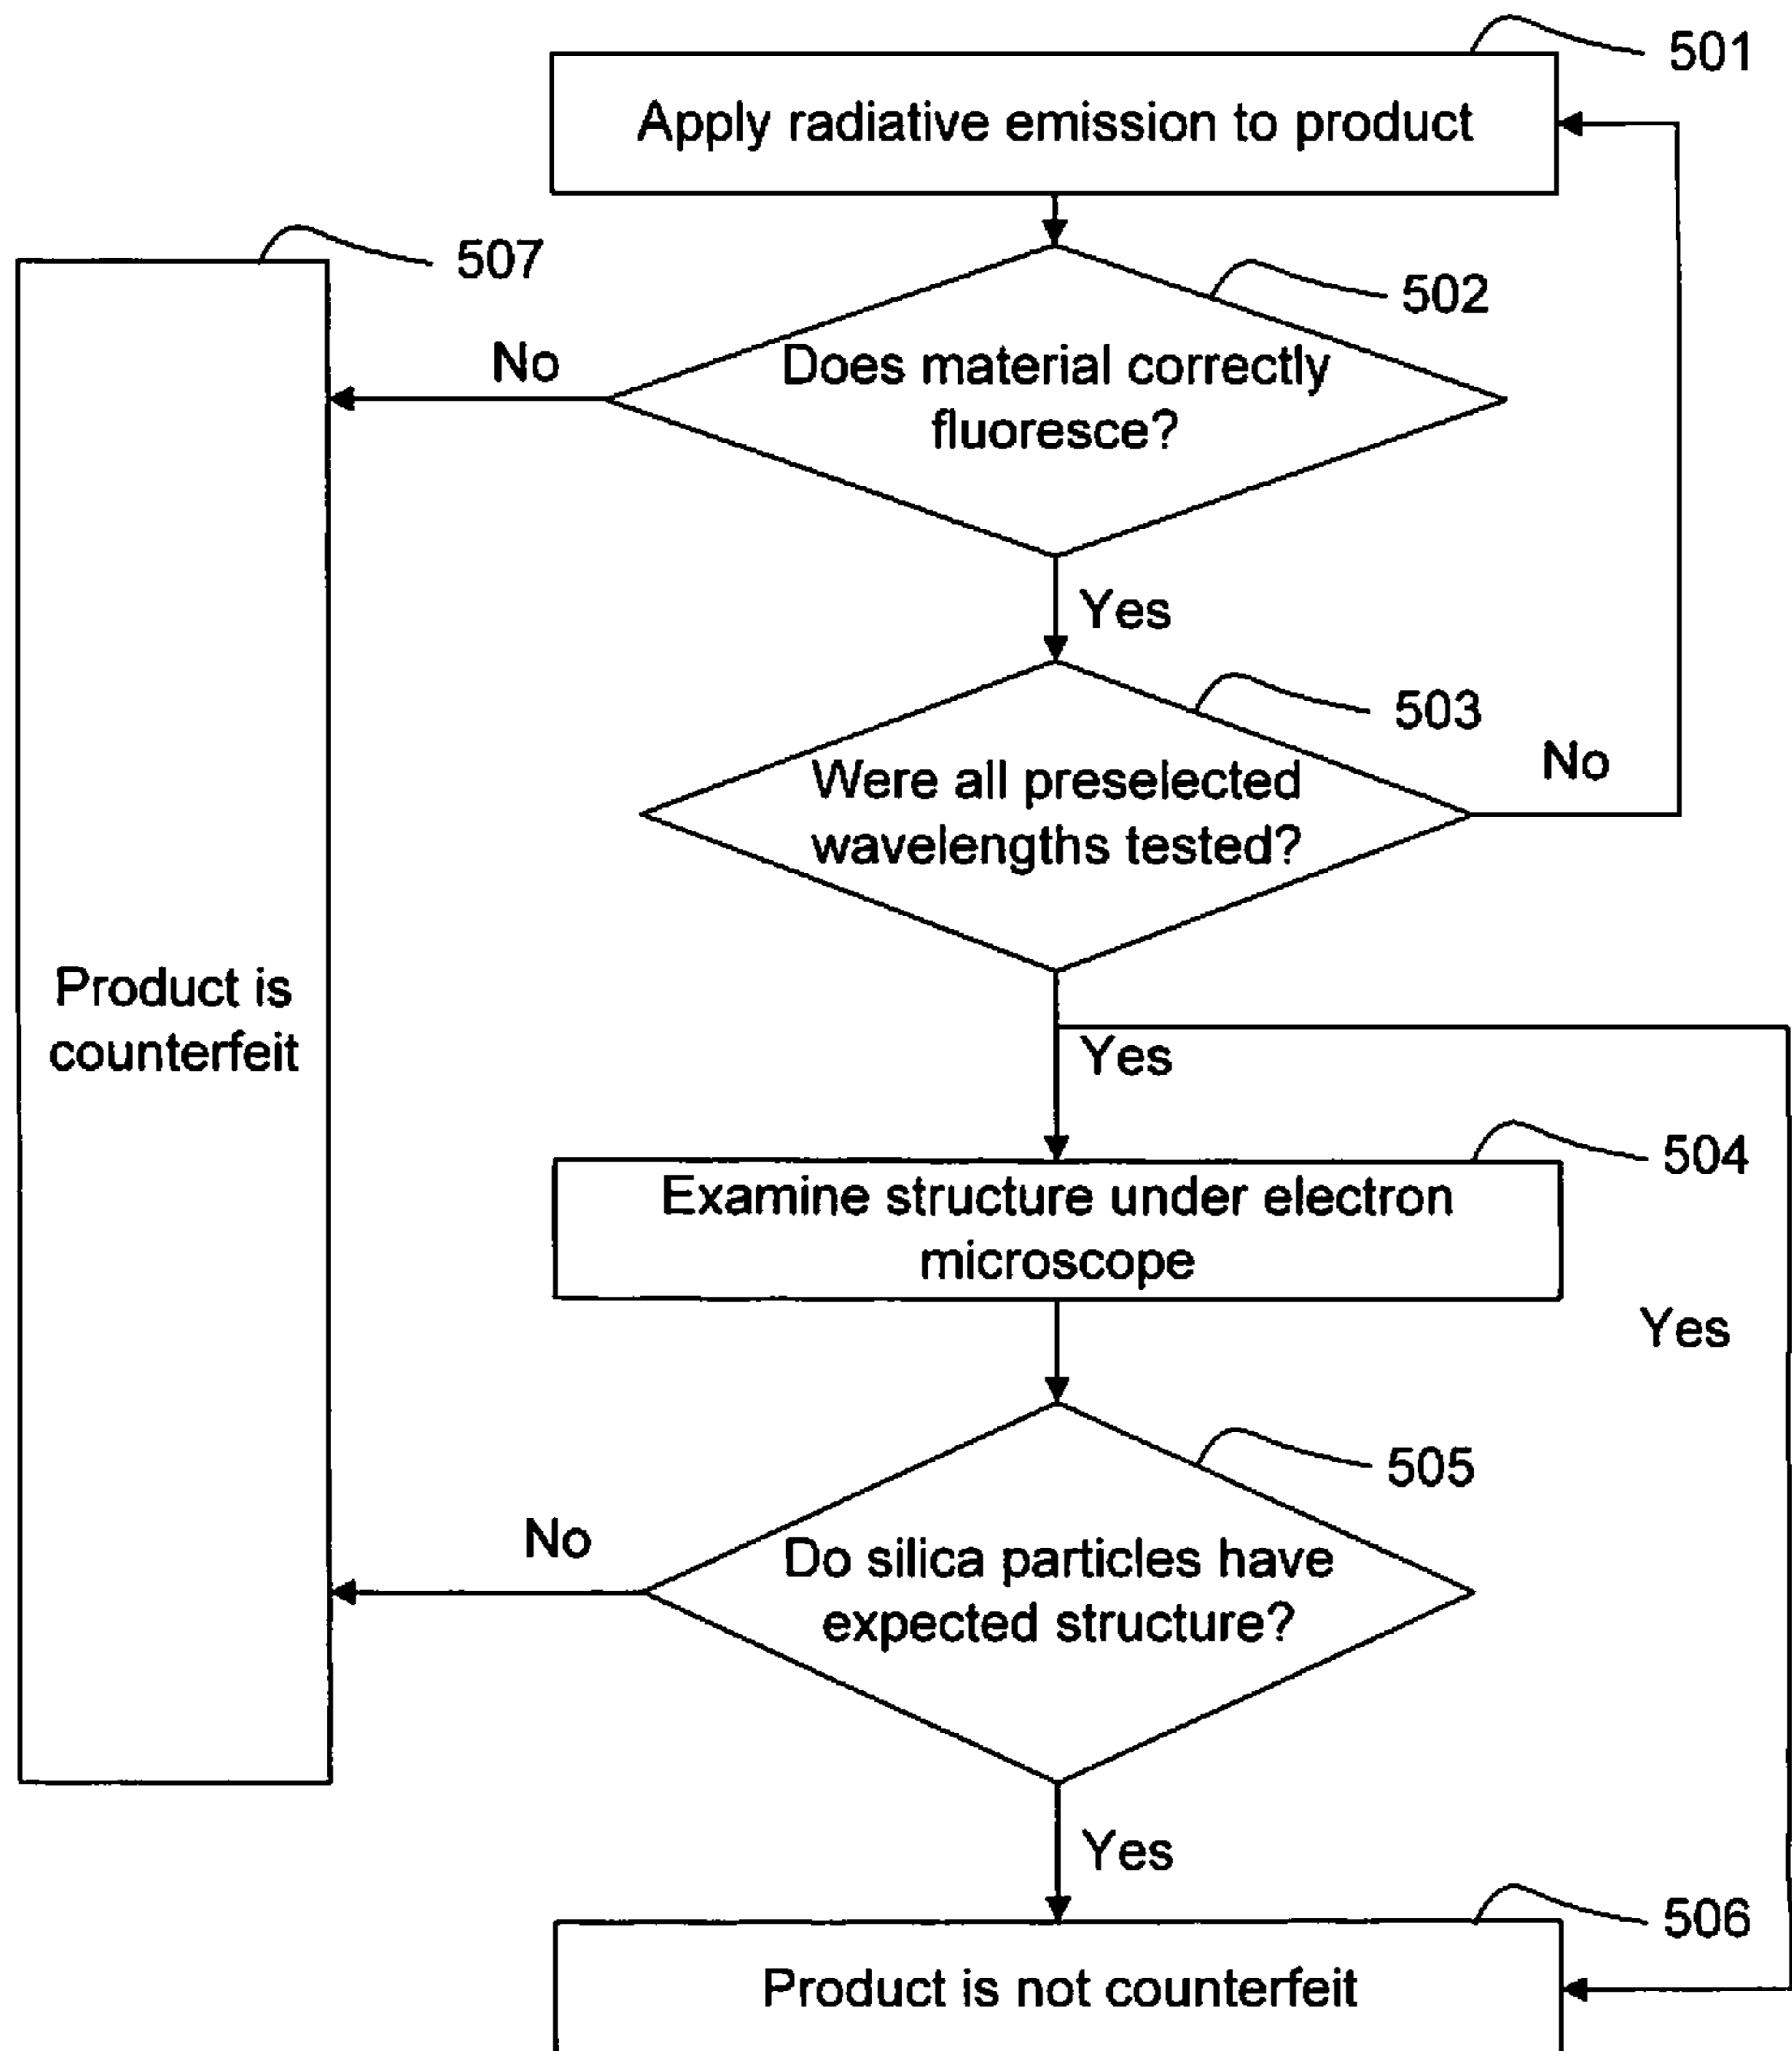 501
Apply radiative emission to product
507
502
No
Does material correctly
fluoresce?
Yes
503
No
Were all preselected
wavelengths tested?
Product is
counterfeit
Yes
504
Examine structure under electron
microscope
Yes
505
No
Do silica particles have
expected structure?
Yes
506
Product is not counterfeit